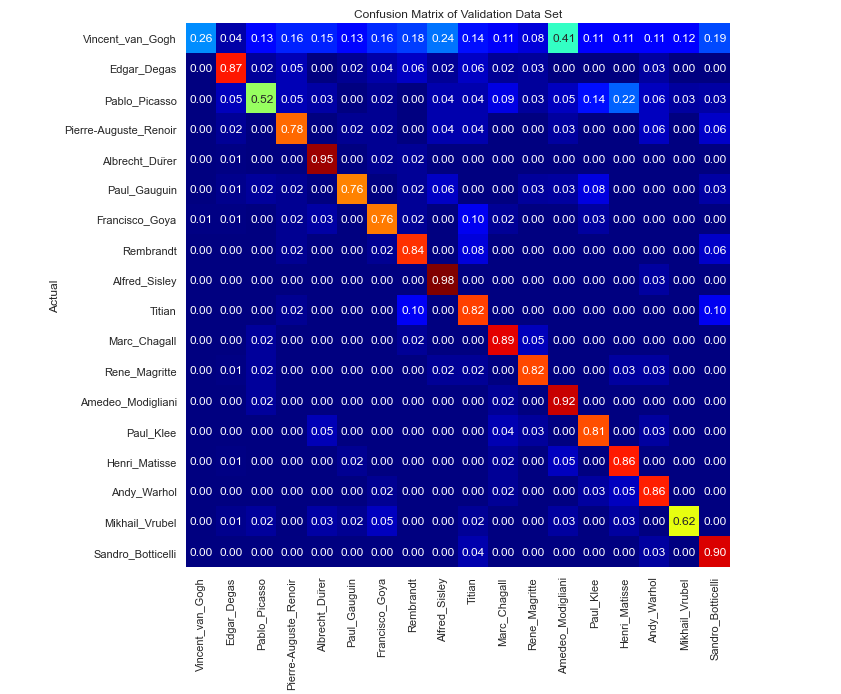 Confusion Matrix of Validation Data Set
Vincent_van_Gogh 0.26 0.04 0.13 0.16 0.15 0.13 0.16 0.18 0.24 0.14 0.11 0.08 0.41 0.11 0.11 0.11 0.12 0.19
Edgar_Degas 0.00 0.87 0.02 0.05 0.00 0.02 0.04 0.06 0.02 0.06 0.02 0.03 0.00 0.00 0.00 0.03 0.00 0.00
Pablo_Picasso 0.00 0.05 0.52 0.05 0.03 0.00 0.02 0.00 0.04 0.04 0.09 0.03 0.05 0.14 0.22 0.06 0.03 0.03
Pierre-Auguste_Renoir 0.00 0.02 0.00 0.78 0.00 0.02 0.02 0.00 0.04 0.04 0.00 0.00 0.03 0.00 0.00 0.06 0.00 0.06
Albrecht_Du╠êrer 0.00 0.01 0.00 0.00 0.95 0.00 0.02 0.02 0.00 0.00 0.00 0.00 0.00 0.00 0.00 0.00 0.00 0.00
Paul_Gauguin 0.00 0.01 0.02 0.02 0.00 0.76 0.00 0.02 0.06 0.00 0.00 0.03 0.03 0.08 0.00 0.00 0.00 0.03
Francisco_Goya 0.01 0.01 0.00 0.02 0.03 0.00 0.76 0.02 0.00 0.10 0.02 0.00 0.00 0.03 0.00 0.00 0.00 0.00
Rembrandt 0.00 0.00 0.00 0.02 0.00 0.00 0.02 0.84 0.00 0.08 0.00 0.00 0.00 0.00 0.00 0.00 0.00 0.06
Alfred_Sisley 0.00 0.00 0.00 0.00 0.00 0.00 0.00 0.00 0.98 0.00 0.00 0.00 0.00 0.00 0.00 0.03 0.00 0.00
Actual
Titian 0.00 0.00 0.00 0.02 0.00 0.00 0.00 0.10 0.00 0.82 0.00 0.00 0.00 0.00 0.00 0.00 0.00 0.10
Marc_Chagall 0.00 0.00 0.02 0.00 0.00 0.00 0.00 0.02 0.00 0.00 0.89 0.05 0.00 0.00 0.00 0.00 0.00 0.00
Rene_Magritte 0.00 0.01 0.02 0.00 0.00 0.00 0.00 0.00 0.02 0.02 0.00 0.82 0.00 0.00 0.03 0.03 0.00 0.00
Amedeo_Modigliani 0.00 0.00 0.02 0.00 0.00 0.00 0.00 0.00 0.00 0.00 0.02 0.00 0.92 0.00 0.00 0.00 0.00 0.00
Paul_Klee 0.00 0.00 0.00 0.00 0.05 0.00 0.00 0.00 0.00 0.00 0.04 0.03 0.00 0.81 0.00 0.03 0.00 0.00
Henri_Matisse 0.00 0.01 0.00 0.00 0.00 0.02 0.00 0.00 0.00 0.00 0.02 0.00 0.05 0.00 0.86 0.00 0.00 0.00
Andy_Warhol 0.00 0.00 0.00 0.00 0.00 0.00 0.02 0.00 0.00 0.00 0.02 0.00 0.00 0.03 0.05 0.86 0.00 0.00
Mikhail_Vrubel 0.00 0.01 0.02 0.00 0.03 0.02 0.05 0.00 0.00 0.02 0.00 0.00 0.03 0.00 0.03 0.00 0.62 0.00
Sandro_Botticelli 0.00 0.00 0.00 0.00 0.00 0.00 0.00 0.00 0.00 0.04 0.00 0.00 0.00 0.00 0.00 0.03 0.00 0.90
Vincent_van_Gogh
Edgar_Degas
Pablo_Picasso
Pierre-Auguste_Renoir
Albrecht_Dürer
Paul_Gauguin
Francisco_Goya
Rembrandt
Alfred_Sisley
Titian
Marc_Chagall
Rene_Magritte
Amedeo_Modigliani
Paul_Klee
Henri_Matisse
Andy_Warhol
Mikhail_Vrubel
Sandro_Botticelli